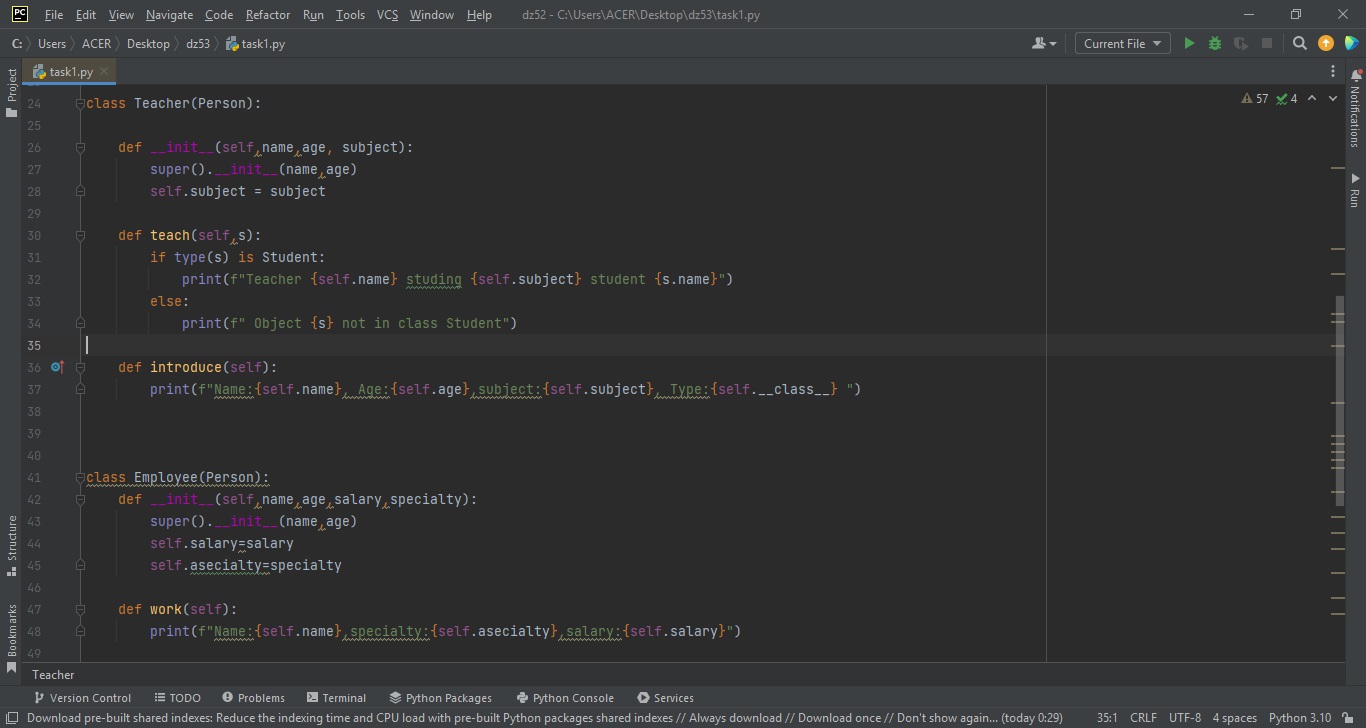 PC File Edit View Navigate Code Refactor Run Tools VCS Window Help dz52 - C:\Users\ACER\Desktop\dz53\task1.py
C: Users ACER Desktop dz53 task1.py Current File
Project task1.py
24 class Teacher(Person): 57 4
25
26 def __init__(self,name,age, subject):
27 super().__init__(name,age)
28 self.subject = subject
29
30 def teach(self,s):
31 if type(s) is Student:
32 print(f"Teacher {self.name} studing {self.subject} student {s.name}")
33 else:
34 print(f" Object {s} not in class Student")
35
36 def introduce(self):
37 print(f"Name:{self.name}, Age:{self.age},subject:{self.subject}, Type:{self.__class__} ")
38
39
40
41 class Employee(Person):
42 def __init__(self,name,age,salary,specialty):
43 super().__init__(name,age)
44 self.salary=salary
45 self.asecialty=specialty
46
47 def work(self):
48 print(f"Name:{self.name},specialty:{self.asecialty},salary:{self.salary}")
49
Notifications
Run
Structure
Bookmarks
Teacher
Version Control TODO Problems Terminal Python Packages Python Console Services
Download pre-built shared indexes: Reduce the indexing time and CPU load with pre-built Python packages shared indexes // Always download // Download once // Don't show again... (today 0:29) 35:1 CRLF UTF-8 4 spaces Python 3.10